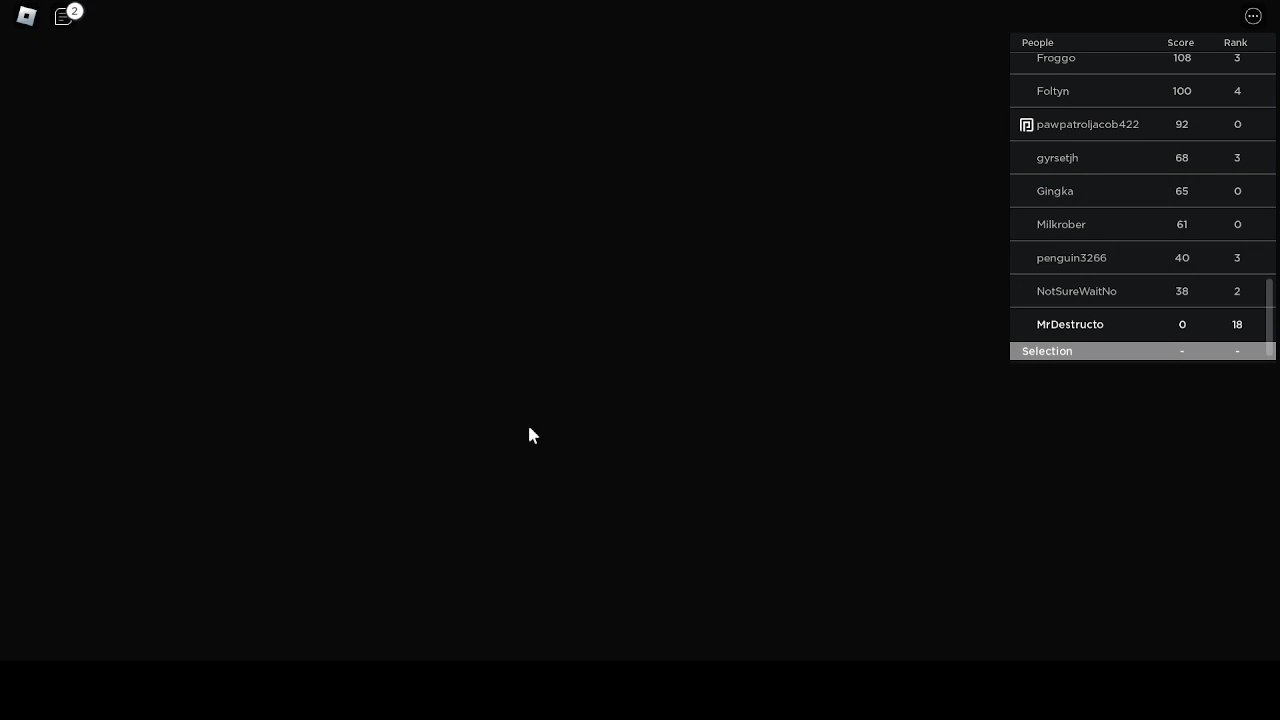 2
People Score Rank
Froggo 108 3
Foltyn 100 4
pawpatroljacob422 92 0
gyrsetjh 68 3
Gingka 65 0
Milkrober 61 0
penguin3266 40 3
NotSureWaitNo 38 2
MrDestructo 0 18
Selection - -